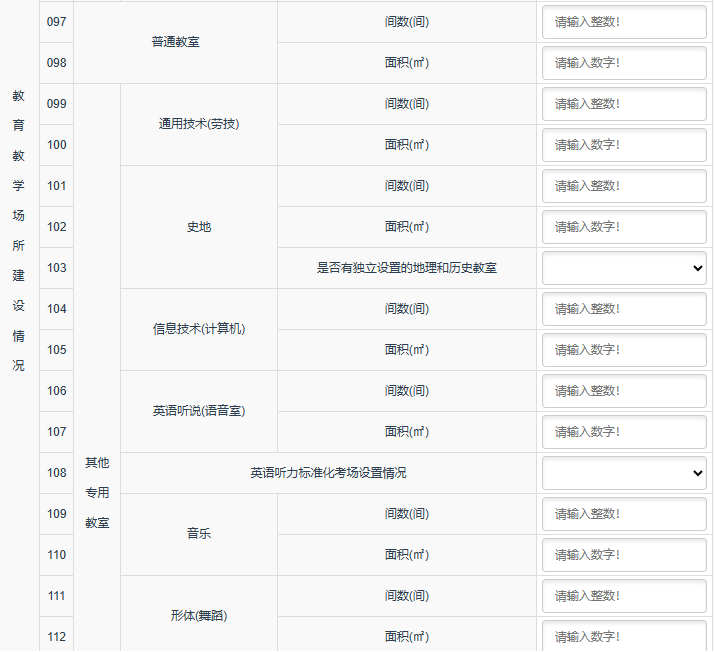 教育教学场所建设情况
097
普通教室
间数(间)
请输入整数!
098
面积(㎡)
请输入数字!
其他专用教室
099
通用技术(劳技)
间数(间)
请输入整数!
100
面积(㎡)
请输入数字!
101
史地
间数(间)
请输入整数!
102
面积(㎡)
请输入数字!
103
是否有独立设置的地理和历史教室
104
信息技术(计算机)
间数(间)
请输入整数!
105
面积(㎡)
请输入数字!
106
英语听说(语音室)
间数(间)
请输入整数!
107
面积(㎡)
请输入数字!
108
英语听力标准化考场设置情况
109
音乐
间数(间)
请输入整数!
110
面积(㎡)
请输入数字!
111
形体(舞蹈)
间数(间)
请输入整数!
112
面积(㎡)
请输入数字!